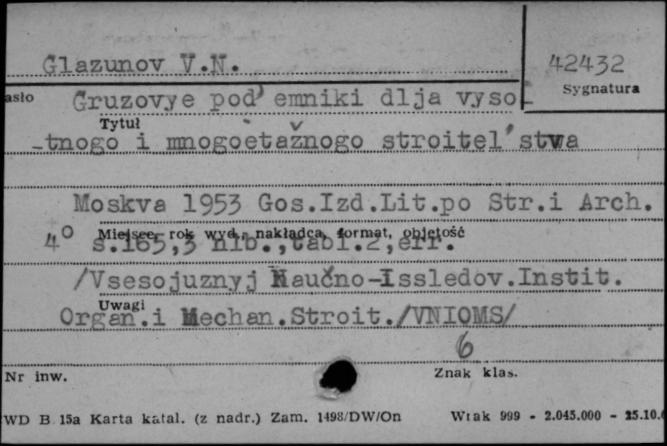 Glazunov V.N.
42432
Sygnatura
asło
Gruzovye pod'emniki dlja vyso
Tytuł
-tnogo i mnogoètažnogo stroitel'stva
Moskva 1953 Gos.Izd.Lit.po Str.i Arch.
Miejsce, rok wyd., nakładca, format, objętość
4° s.165,3 nlb.,tabl.2,err.
/Vsesojuznyj Naučno-Issledov.Instit.
Uwagi
Organ.i Mechan.Stroit./VNIOMS/
6
Nr inw.
Znak klas.
WD B 15a Karta katal. (z nadr.) Zam. 1498/DW/On
Wtak 999 - 2.045.000 -